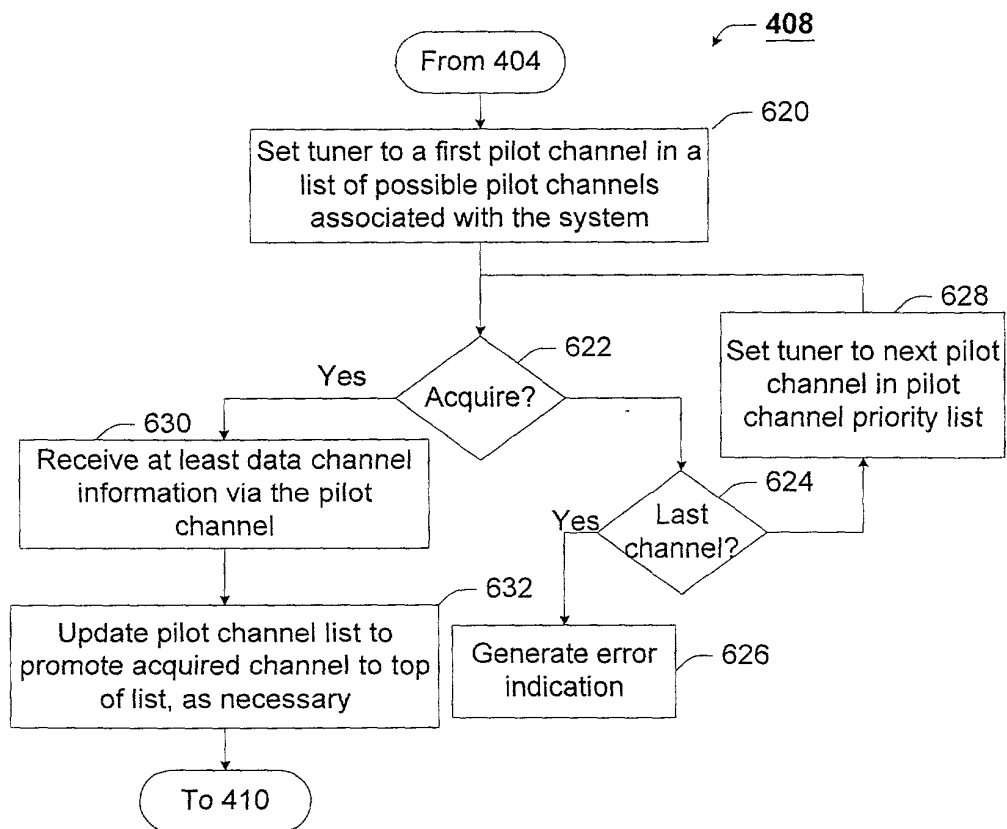 408
From 404
620
Set tuner to a first pilot channel in a
list of possible pilot channels
associated with the system
628
Set tuner to next pilot
channel in pilot
channel priority list
622
Yes
Acquire?
630
Receive at least data channel
information via the pilot
channel
624
Yes
Last
channel?
632
Update pilot channel list to
promote acquired channel to top
of list, as necessary
Generate error
indication
626
To 410